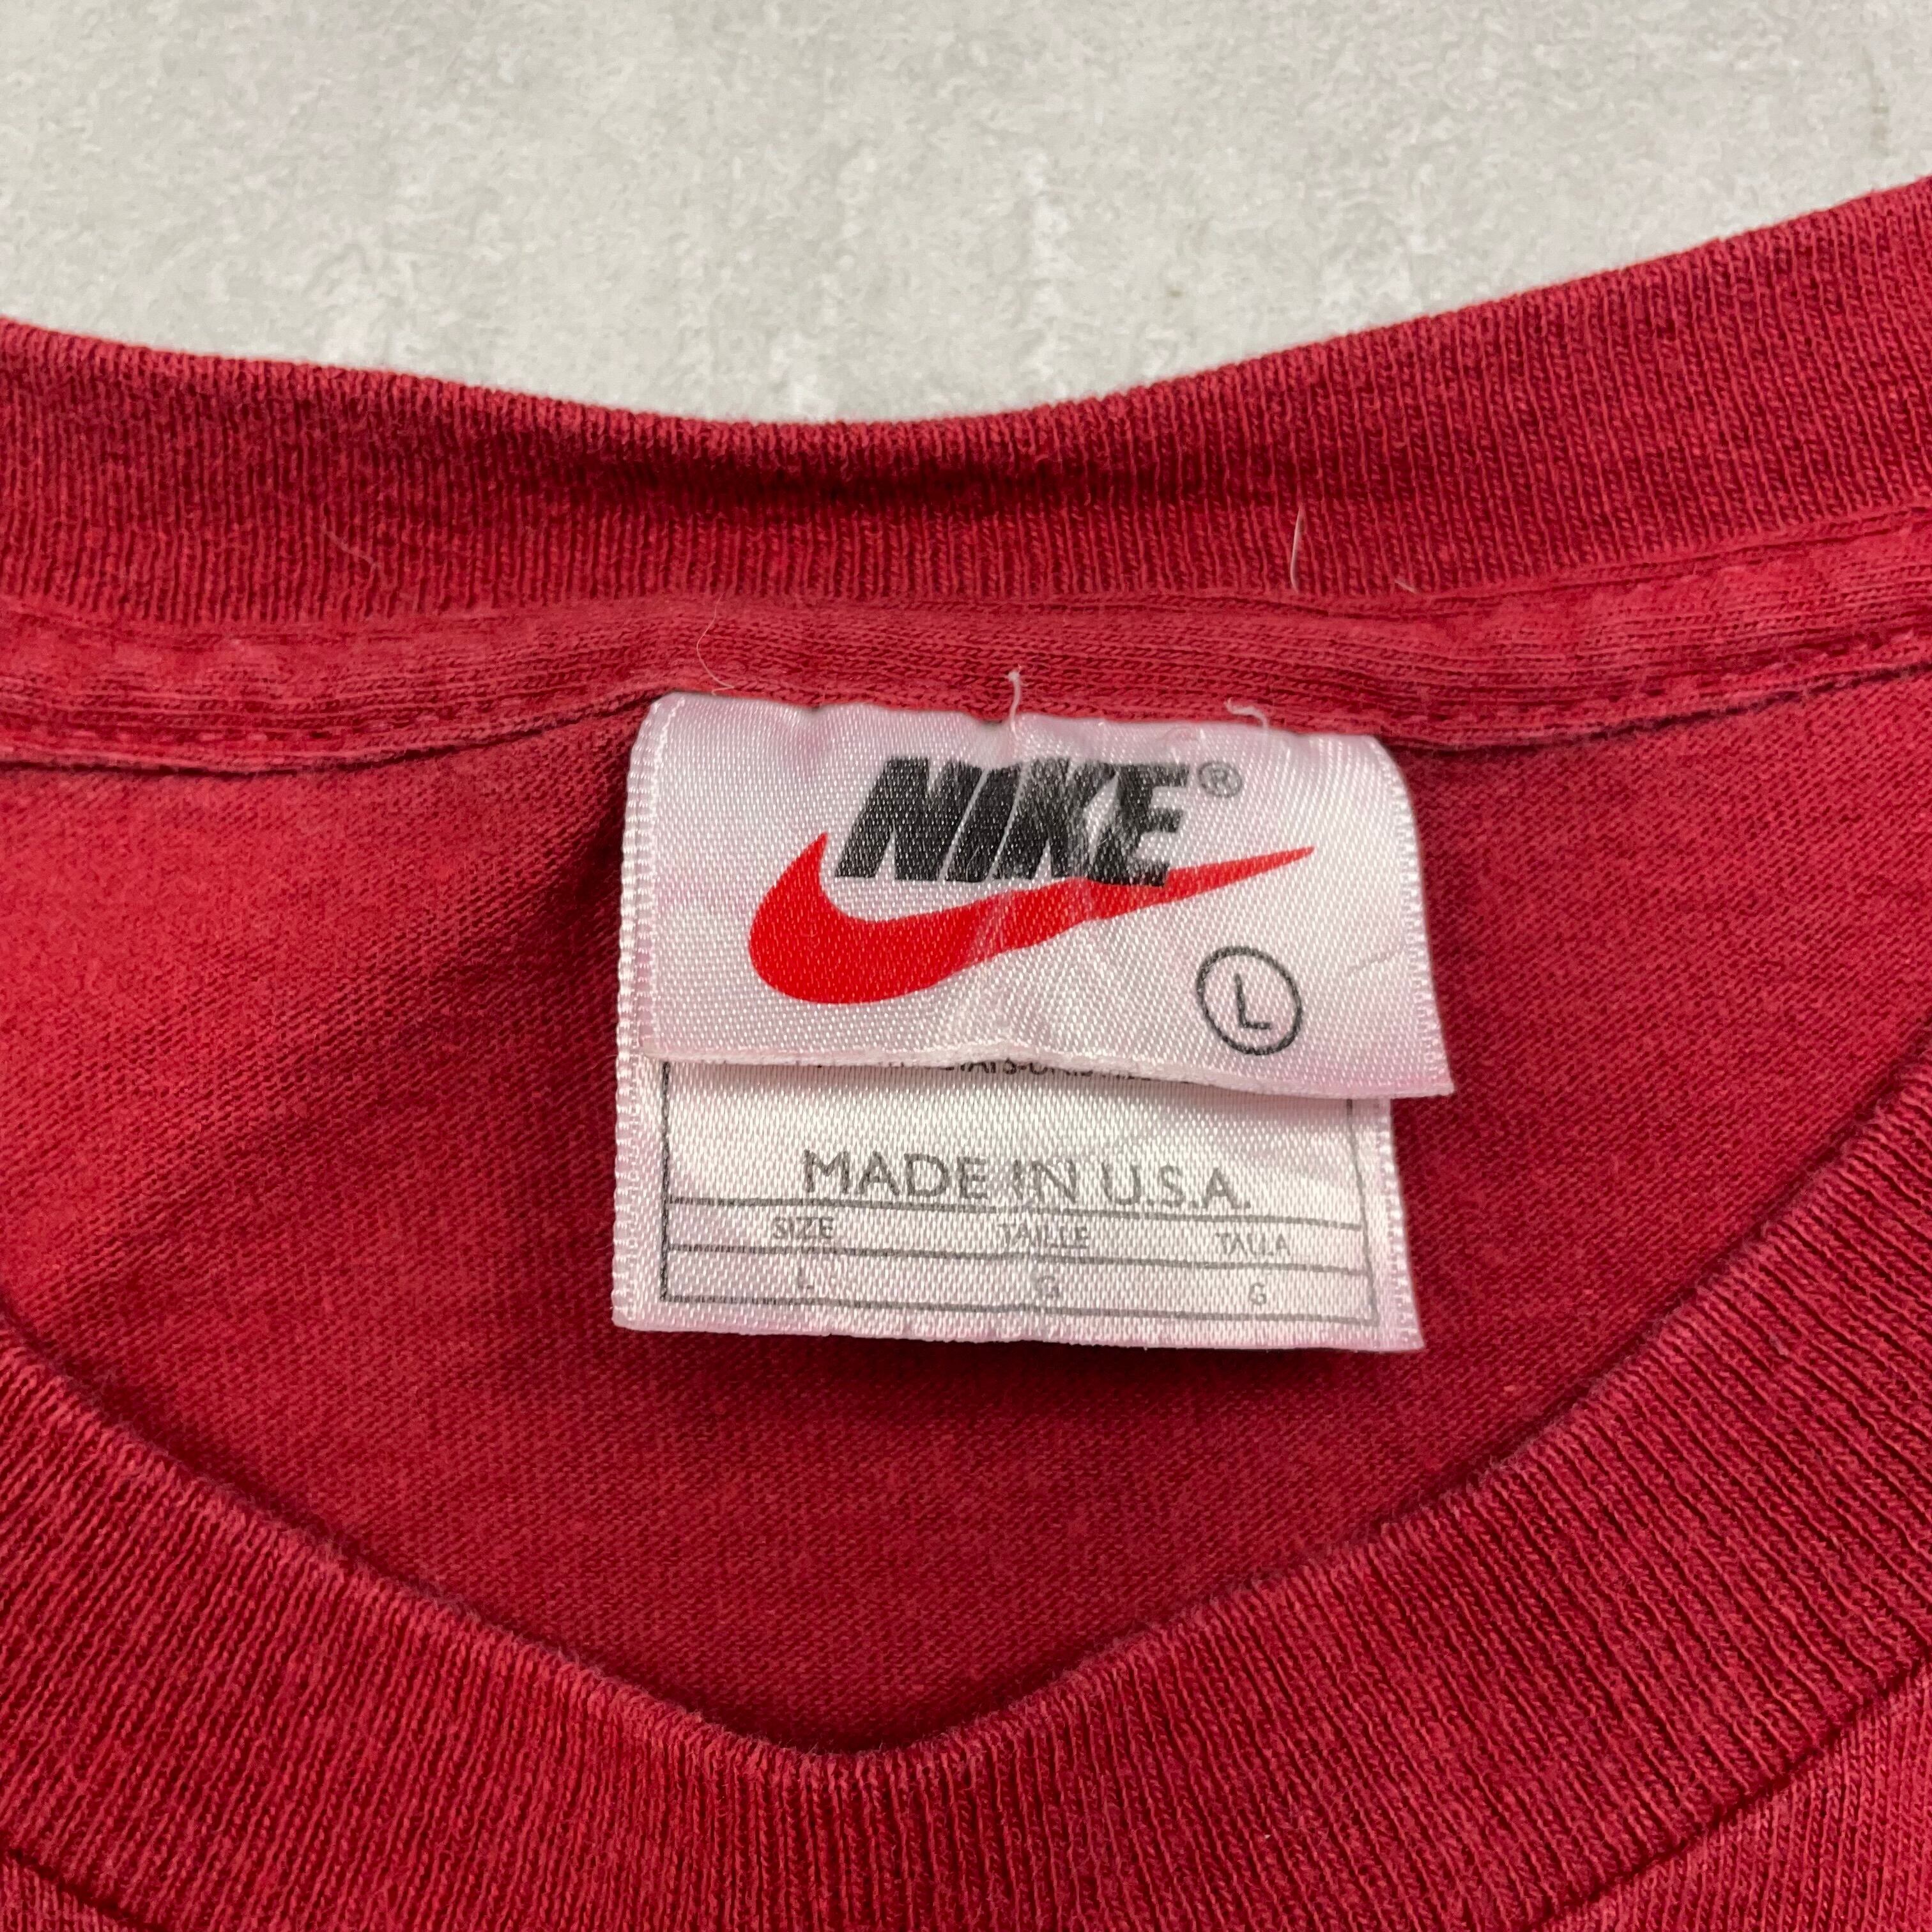 NIKE®
L
MADE IN U.S.A.
SIZE TAILLE TALLA
L G G